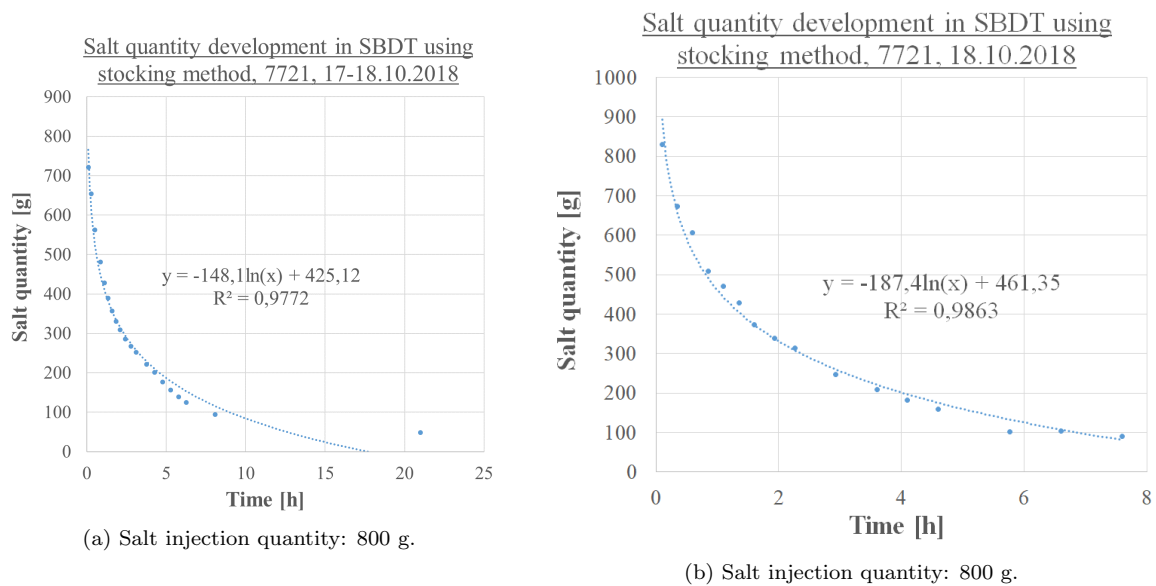 Salt quantity development in SBDT using
stocking method, 7721, 17-18.10.2018
900
800
700
600
500
400
300
200
100
0
Salt quantity [g]
y = -148,1ln(x) + 425,12
R² = 0,9772
0 5 10 15 20 25
Time [h]
(a) Salt injection quantity: 800 g.
Salt quantity development in SBDT using
stocking method, 7721, 18.10.2018
1000
900
800
700
600
500
400
300
200
100
0
Salt quantity [g]
y = -187,4ln(x) + 461,35
R² = 0,9863
0 2 4 6 8
Time [h]
(b) Salt injection quantity: 800 g.